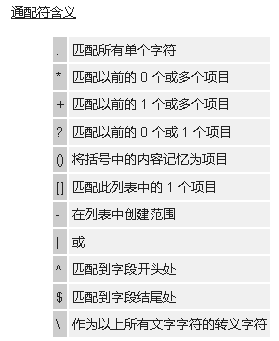 通配符含义
. 匹配所有单个字符
* 匹配以前的 0 个或多个项目
+ 匹配以前的 1 个或多个项目
? 匹配以前的 0 个或 1 个项目
() 将括号中的内容记忆为项目
[] 匹配此列表中的 1 个项目
- 在列表中创建范围
| 或
^ 匹配到字段开头处
$ 匹配到字段结尾处
\ 作为以上所有文字字符的转义字符